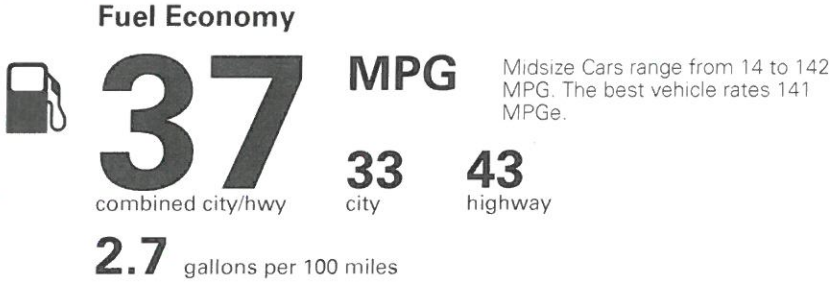 Fuel Economy
37 MPG
Midsize Cars range from 14 to 142
MPG. The best vehicle rates 141
MPGe.
combined city/hwy
33
city
43
highway
2.7 gallons per 100 miles